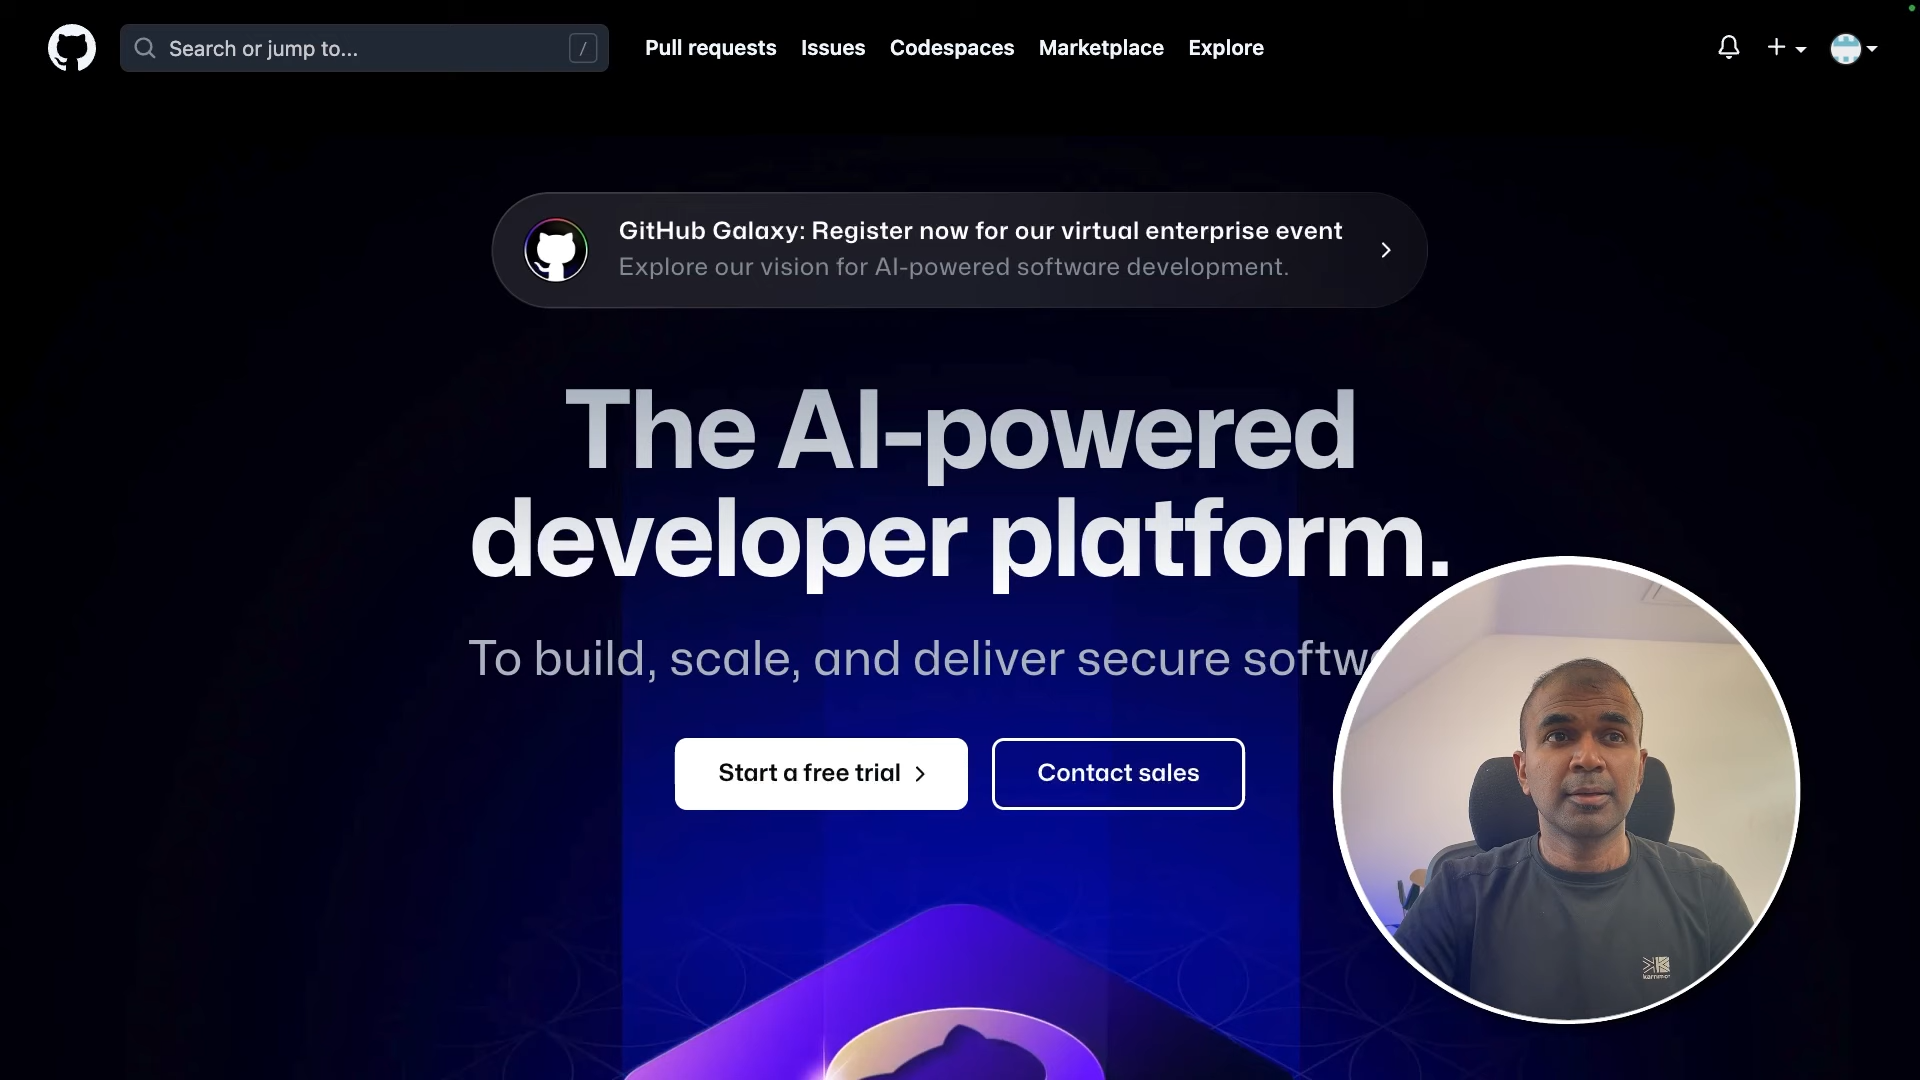 Search or jump to...
/
Pull requests
Issues
Codespaces
Marketplace
Explore
GitHub Galaxy: Register now for our virtual enterprise event
Explore our vision for AI-powered software development.
The AI-powered
developer platform.
To build, scale, and deliver secure softw
Start a free trial
Contact sales
karrimor